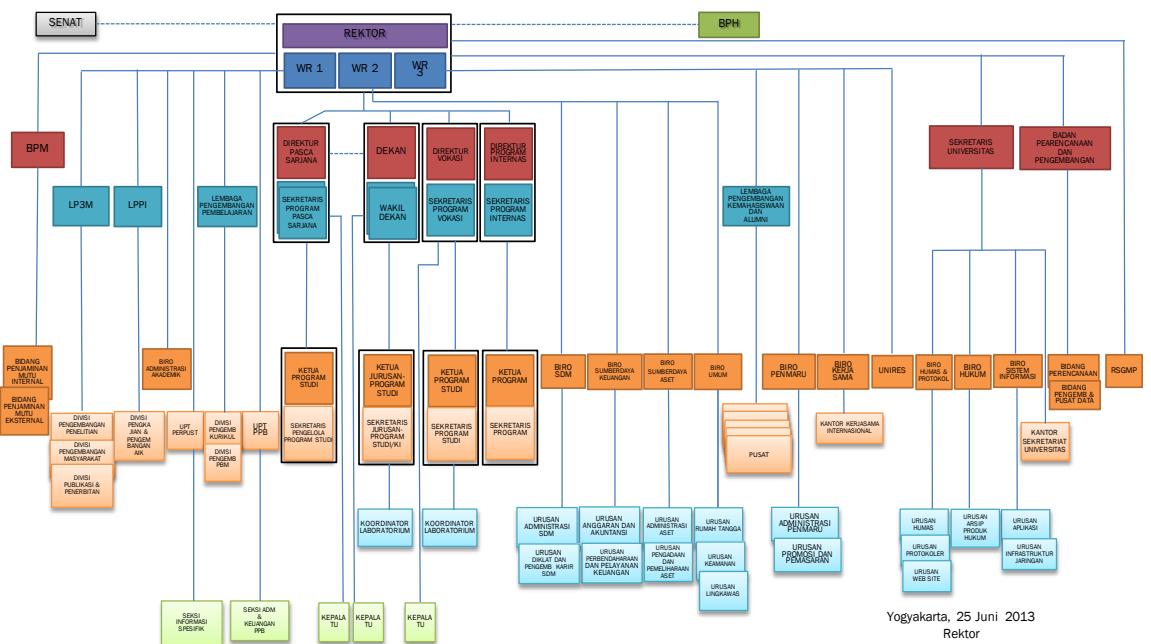 SENAT
BPH
REKTOR
WR 1
WR 2
WR
3
BPM
DIREKTUR
PASCA
SARJANA
DEKAN
DIREKTUR
VOKASI
DIREKTUR
PROGRAM
INTERNAS
SEKRETARIS
UNIVERSITAS
BADAN
PEARENCANAAN
DAN
PENGEMBANGAN
LP3M
LPPI
LEMBAGA
PENGEMBANGAN
PEMBELAJARAN
SEKRETARIS
PROGRAM
PASCA
SARJANA
WAKIL
DEKAN
SEKRETARIS
PROGRAM
VOKASI
SEKRETARIS
PROGRAM
INTERNAS
LEMBAGA
PENGEMBANGAN
KEMAHASISWAAN
DAN
ALUMNI
BIDANG
PENJAMINAN
MUTU
INTERNAL
BIDANG
PENJAMINAN
MUTU
EKSTERNAL
BIRO
ADMINISTRASI
AKADEMIK
KETUA
PROGRAM
STUDI
KETUA
JURUSAN-
PROGRAM
STUDI
KETUA
PROGRAM
STUDI
KETUA
PROGRAM
BIRO
SDM
BIRO
SUMBERDAYA
KEUANGAN
BIRO
SUMBERDAYA
ASET
BIRO
UMUM
BIRO
PENMARU
BIRO
KERJA
SAMA
UNIRES
BIRO
HUMAS &
PROTOKOL
BIRO
HUKUM
BIRO
SISTEM
INFORMASI
BIDANG
PERENCANAAN
BIDANG
PENGEMB &
PUSAT DATA
RSGMP
DIVISI
PENGEMBANGAN
PENELITIAN
DIVISI
PENGEMBANGAN
MASYARAKAT
DIVISI
PUBLIKASI &
PENERBITAN
DIVISI
PENGKA
JIAN &
PENGEM
BANGAN
AIK
UPT
PERPUST
DIVISI
PENGEMB
KURIKUL
DIVISI
PENGEMB
PBM
UPT
PPB
SEKRETARIS
PENGELOLA
PROGRAM STUDI
SEKRETARIS
JURUSAN-
PROGRAM
STUDI/KI
SEKRETARIS
PROGRAM
STUDI
SEKRETARIS
PROGRAM
PUSAT
KANTOR KERJASAMA
INTERNASIONAL
KANTOR
SEKRETARIAT
UNIVERSITAS
KOORDINATOR
LABORATORIUM
KOORDINATOR
LABORATORIUM
URUSAN
ADMINISTRASI
SDM
URUSAN
DIKLAT DAN
PENGEMB KARIR
SDM
URUSAN
ANGGARAN DAN
AKUNTANSI
URUSAN
PERBENDAHARAAN
DAN PELAYANAN
KEUANGAN
URUSAN
ADMINISTRASI
ASET
URUSAN
PENGADAAN
DAN
PEMELIHARAAN
ASET
URUSAN
RUMAH TANGGA
URUSAN
KEAMANAN
URUSAN
LINGKAWAS
URUSAN
ADMINISTRASI
PENMARU
URUSAN
PROMOSI DAN
PEMASARAN
URUSAN
HUMAS
URUSAN
PROTOKOLER
URUSAN
WEB SITE
URUSAN
ARSIP
PRODUK
HUKUM
URUSAN
APLIKASI
URUSAN
INFRASTRUKTUR
JARINGAN
SEKSI
INFORMASI
SPESIFIK
SEKSI ADM
&
KEUANGAN
PPB
KEPALA
TU
KEPALA
TU
KEPALA
TU
Yogyakarta, 25 Juni 2013
Rektor